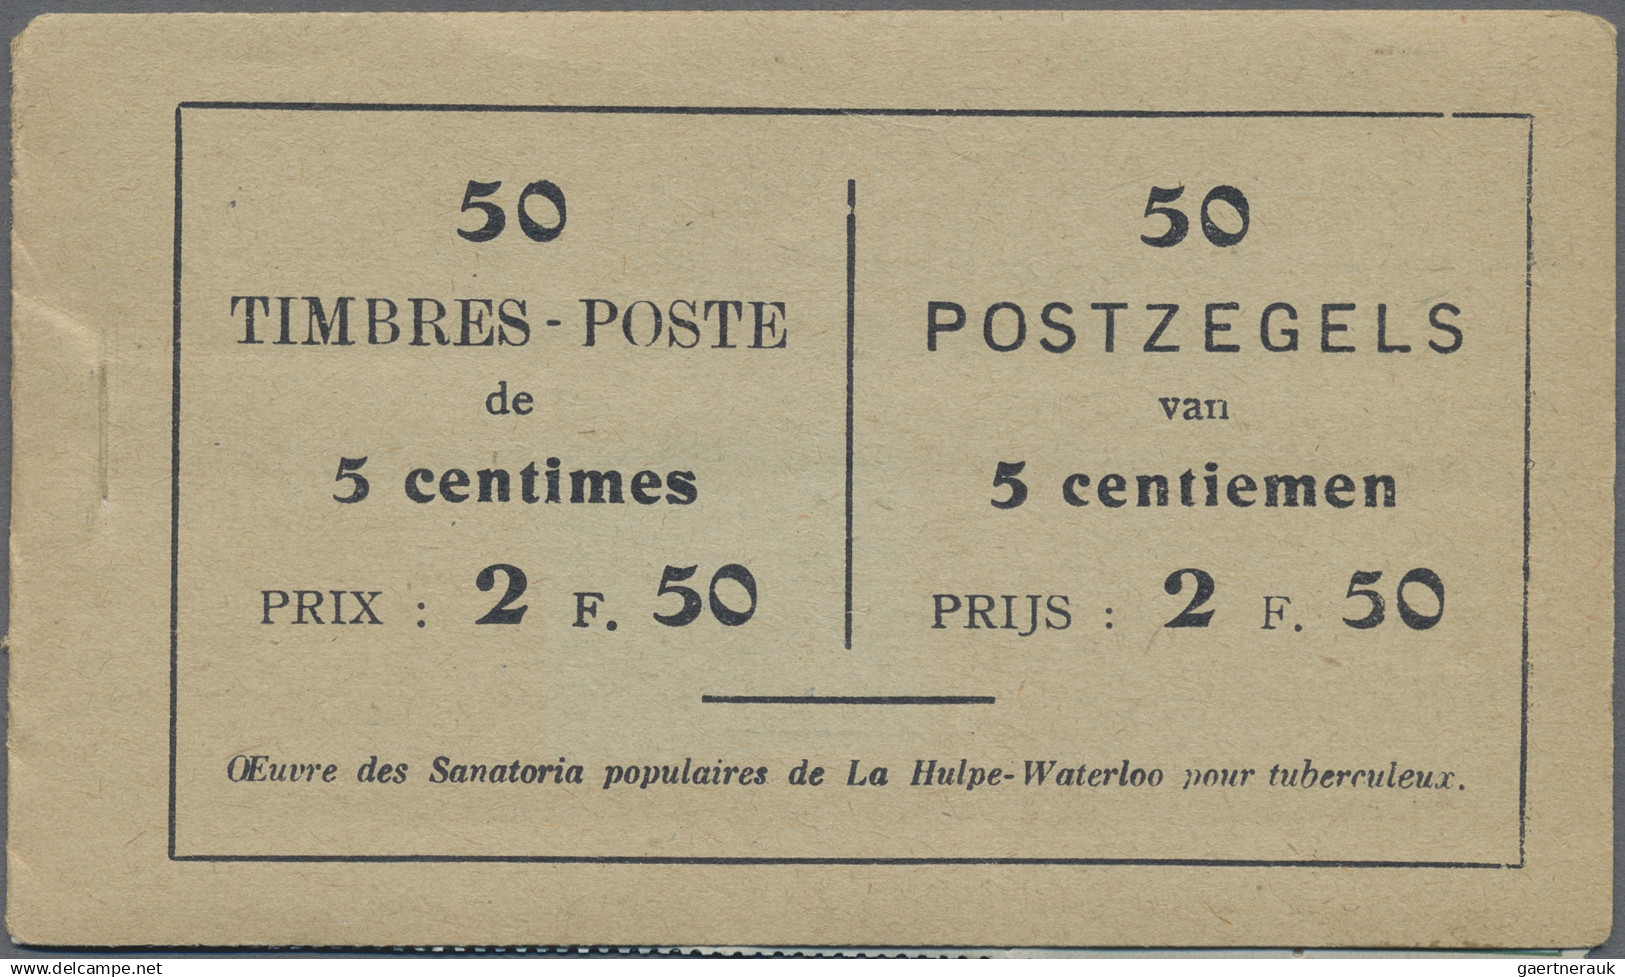 50
TIMBRES - POSTE
de
5 centimes
PRIX : 2 F. 50
50
POSTZEGELS
van
5 centiemen
PRIJS : 2 F. 50
Œuvre des Sanatoria populaires de La Hulpe-Waterloo pour tuberculeux.
delcampe.net
gaertnerauk